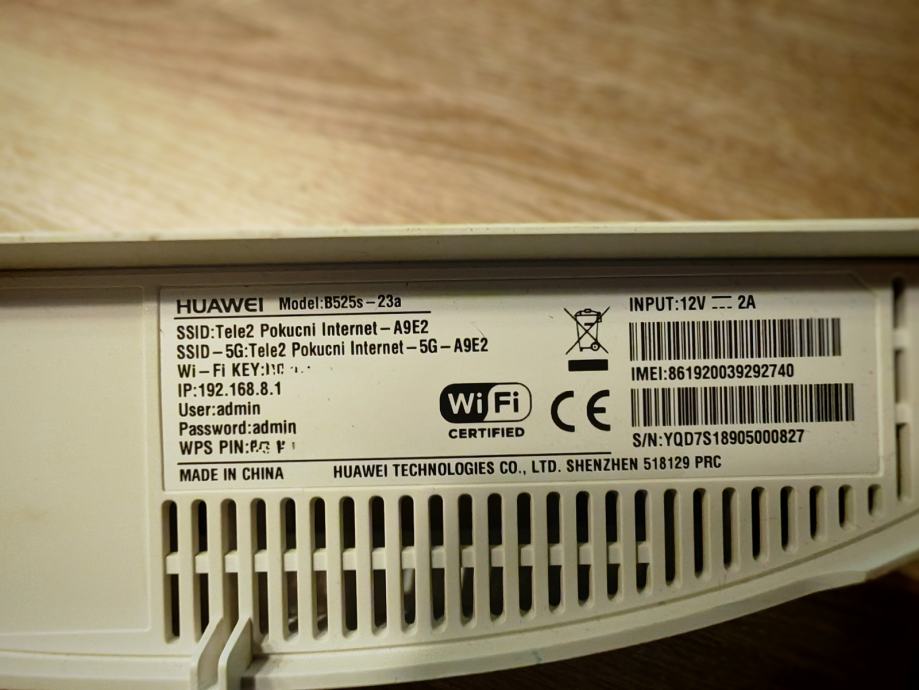 HUAWEI Model:B525s-23a
SSID:Tele2 Pokucni Internet-A9E2
SSID-5G:Tele2 Pokucni Internet-5G-A9E2
Wi-Fi KEY:
IP:192.168.8.1
User:admin
Password:admin
WPS PIN:
MADE IN CHINA
HUAWEI TECHNOLOGIES CO., LTD. SHENZHEN 518129 PRC
WiFi
CERTIFIED
CE
INPUT:12V ⎓ 2A
IMEI:861920039292740
S/N:YQD7S18905000827